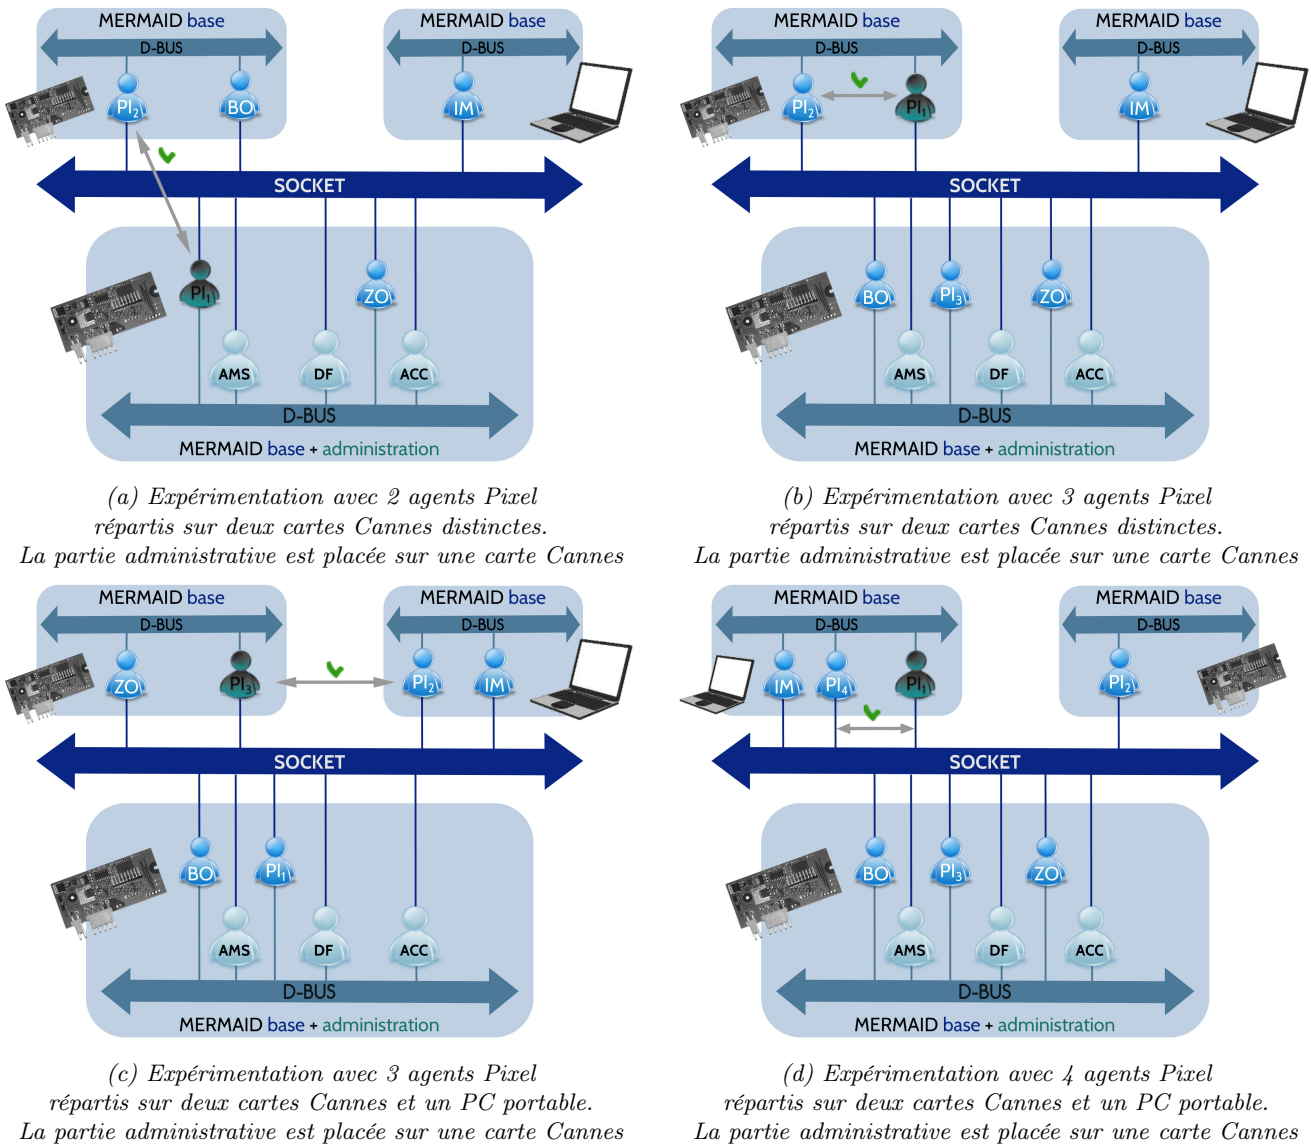 MERMAID base
D-BUS
PI2
BO
MERMAID base
D-BUS
IM
SOCKET
PI1
ZO
AMS
DF
ACC
D-BUS
MERMAID base + administration
(a) Expérimentation avec 2 agents Pixel
répartis sur deux cartes Cannes distinctes.
La partie administrative est placée sur une carte Cannes
MERMAID base
D-BUS
PI2
PI1
MERMAID base
D-BUS
IM
SOCKET
BO
PI3
ZO
AMS
DF
ACC
D-BUS
MERMAID base + administration
(b) Expérimentation avec 3 agents Pixel
répartis sur deux cartes Cannes distinctes.
La partie administrative est placée sur une carte Cannes
MERMAID base
D-BUS
ZO
PI3
MERMAID base
D-BUS
PI2
IM
SOCKET
BO
PI1
AMS
DF
ACC
D-BUS
MERMAID base + administration
(c) Expérimentation avec 3 agents Pixel
répartis sur deux cartes Cannes et un PC portable.
La partie administrative est placée sur une carte Cannes
MERMAID base
D-BUS
IM
PI4
PI1
MERMAID base
D-BUS
PI2
SOCKET
BO
PI3
ZO
AMS
DF
ACC
D-BUS
MERMAID base + administration
(d) Expérimentation avec 4 agents Pixel
répartis sur deux cartes Cannes et un PC portable.
La partie administrative est placée sur une carte Cannes